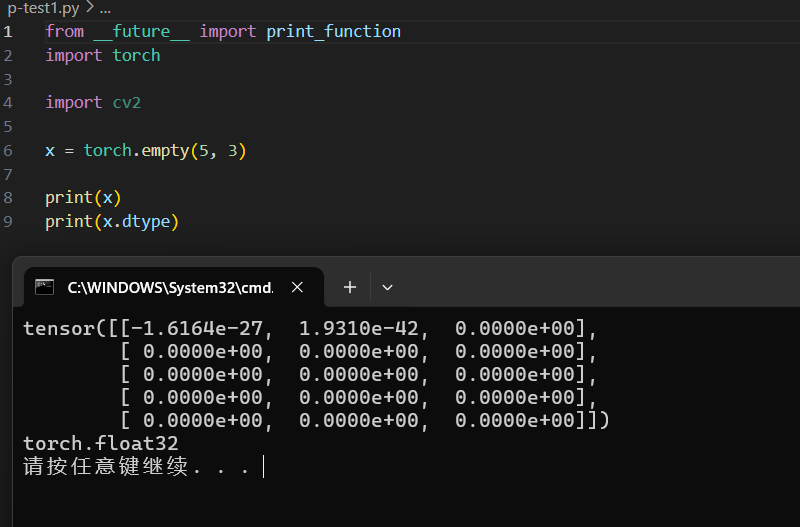 p-test1.py > ...
1 from __future__ import print_function
2 import torch
3
4 import cv2
5
6 x = torch.empty(5, 3)
7
8 print(x)
9 print(x.dtype)
C:\WINDOWS\System32\cmd.
tensor([[-1.6164e-27,  1.9310e-42,  0.0000e+00],
        [ 0.0000e+00,  0.0000e+00,  0.0000e+00],
        [ 0.0000e+00,  0.0000e+00,  0.0000e+00],
        [ 0.0000e+00,  0.0000e+00,  0.0000e+00],
        [ 0.0000e+00,  0.0000e+00,  0.0000e+00]])
torch.float32
请按任意键继续. . .